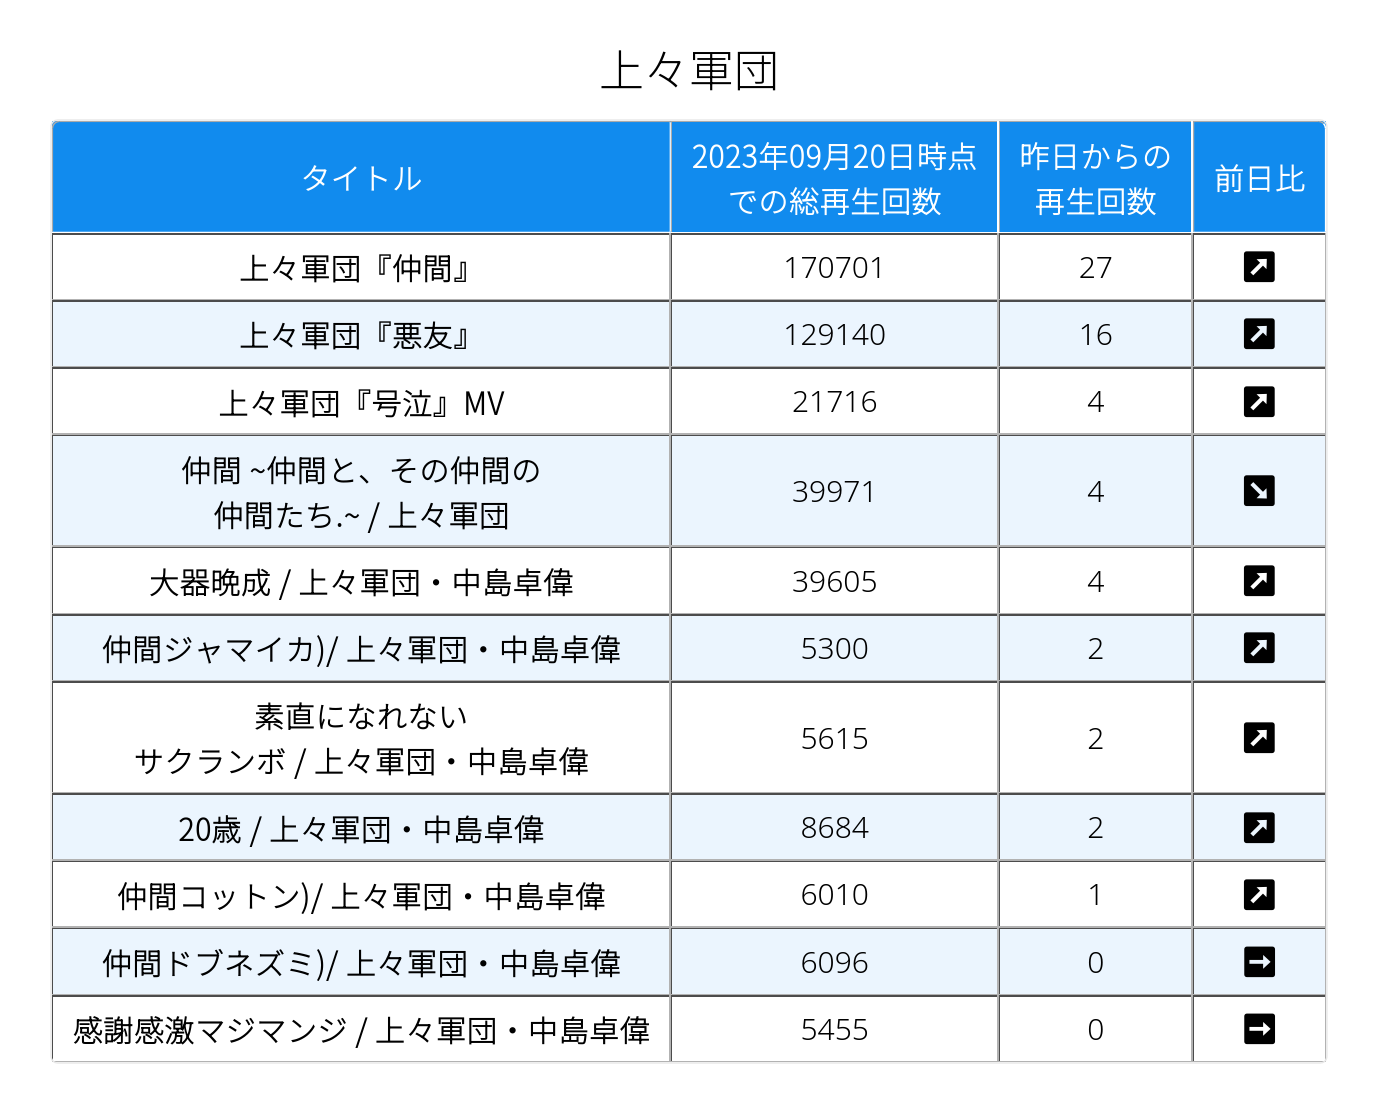 上々軍団
タイトル
2023年09月20日時点
での総再生回数
昨日からの
再生回数
前日比
上々軍団『仲間』 170701 27 ↗
上々軍団『悪友』 129140 16 ↗
上々軍団『号泣』MV 21716 4 ↗
仲間 ~仲間と、その仲間の
仲間たち.~ / 上々軍団 39971 4 ↘
大器晩成 / 上々軍団・中島卓偉 39605 4 ↗
仲間ジャマイカ)/ 上々軍団・中島卓偉 5300 2 ↗
素直になれない
サクランボ / 上々軍団・中島卓偉 5615 2 ↗
20歳 / 上々軍団・中島卓偉 8684 2 ↗
仲間コットン)/ 上々軍団・中島卓偉 6010 1 ↗
仲間ドブネズミ)/ 上々軍団・中島卓偉 6096 0 →
感謝感激マジマンジ / 上々軍団・中島卓偉 5455 0 →